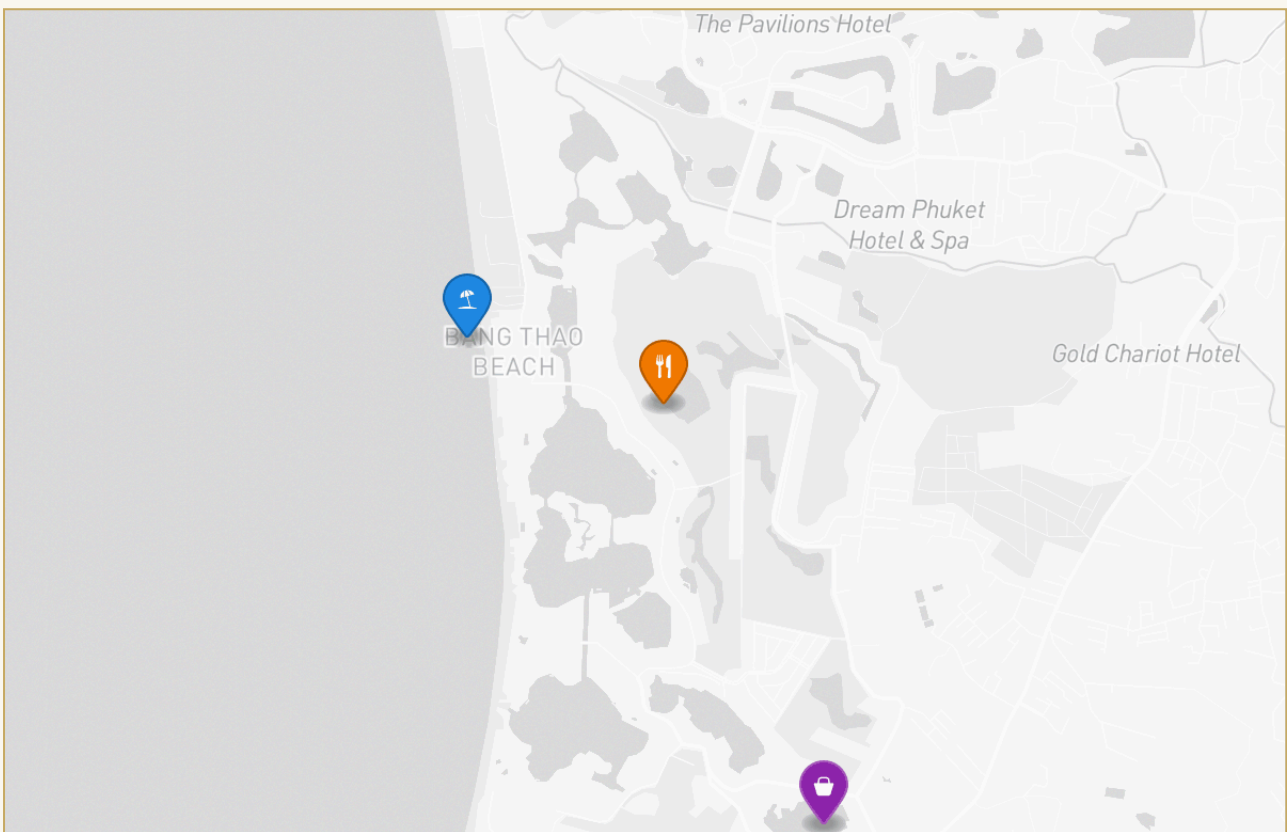 The Pavilions Hotel
Dream Phuket
Hotel & Spa
BANG THAO
BEACH
Gold Chariot Hotel